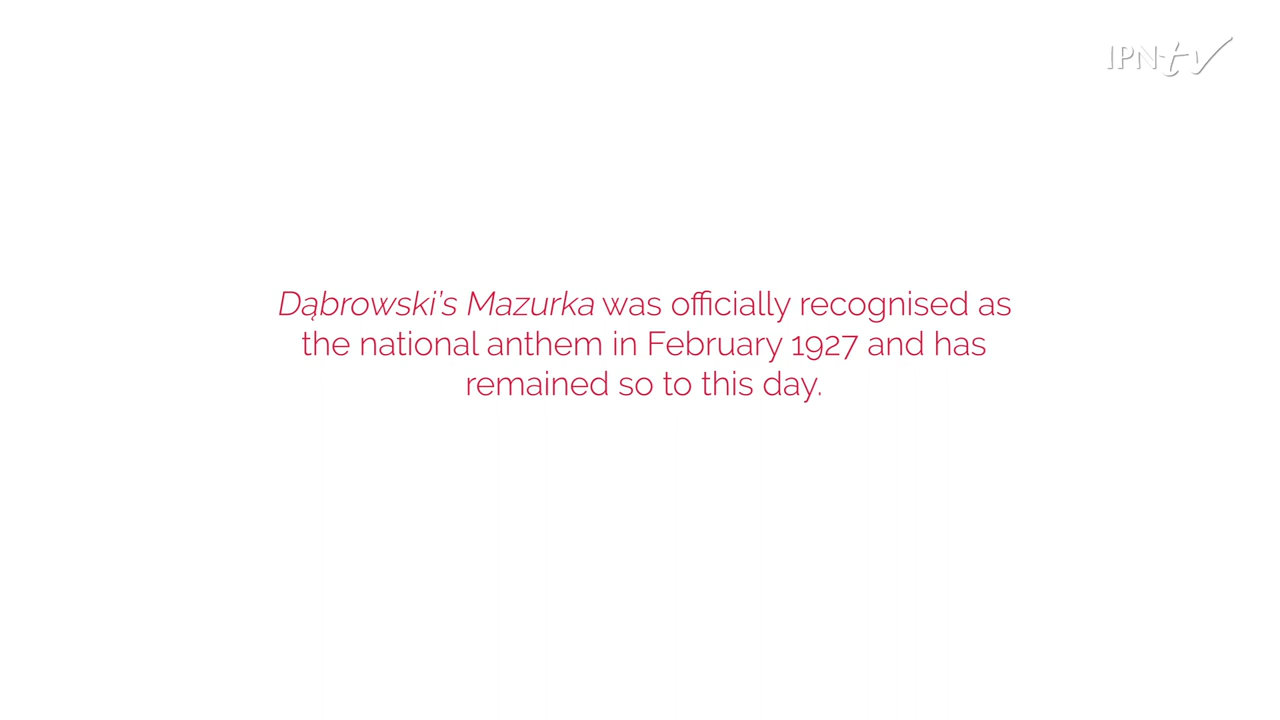 IPNtv
Dąbrowski's Mazurka was officially recognised as
the national anthem in February 1927 and has
remained so to this day.